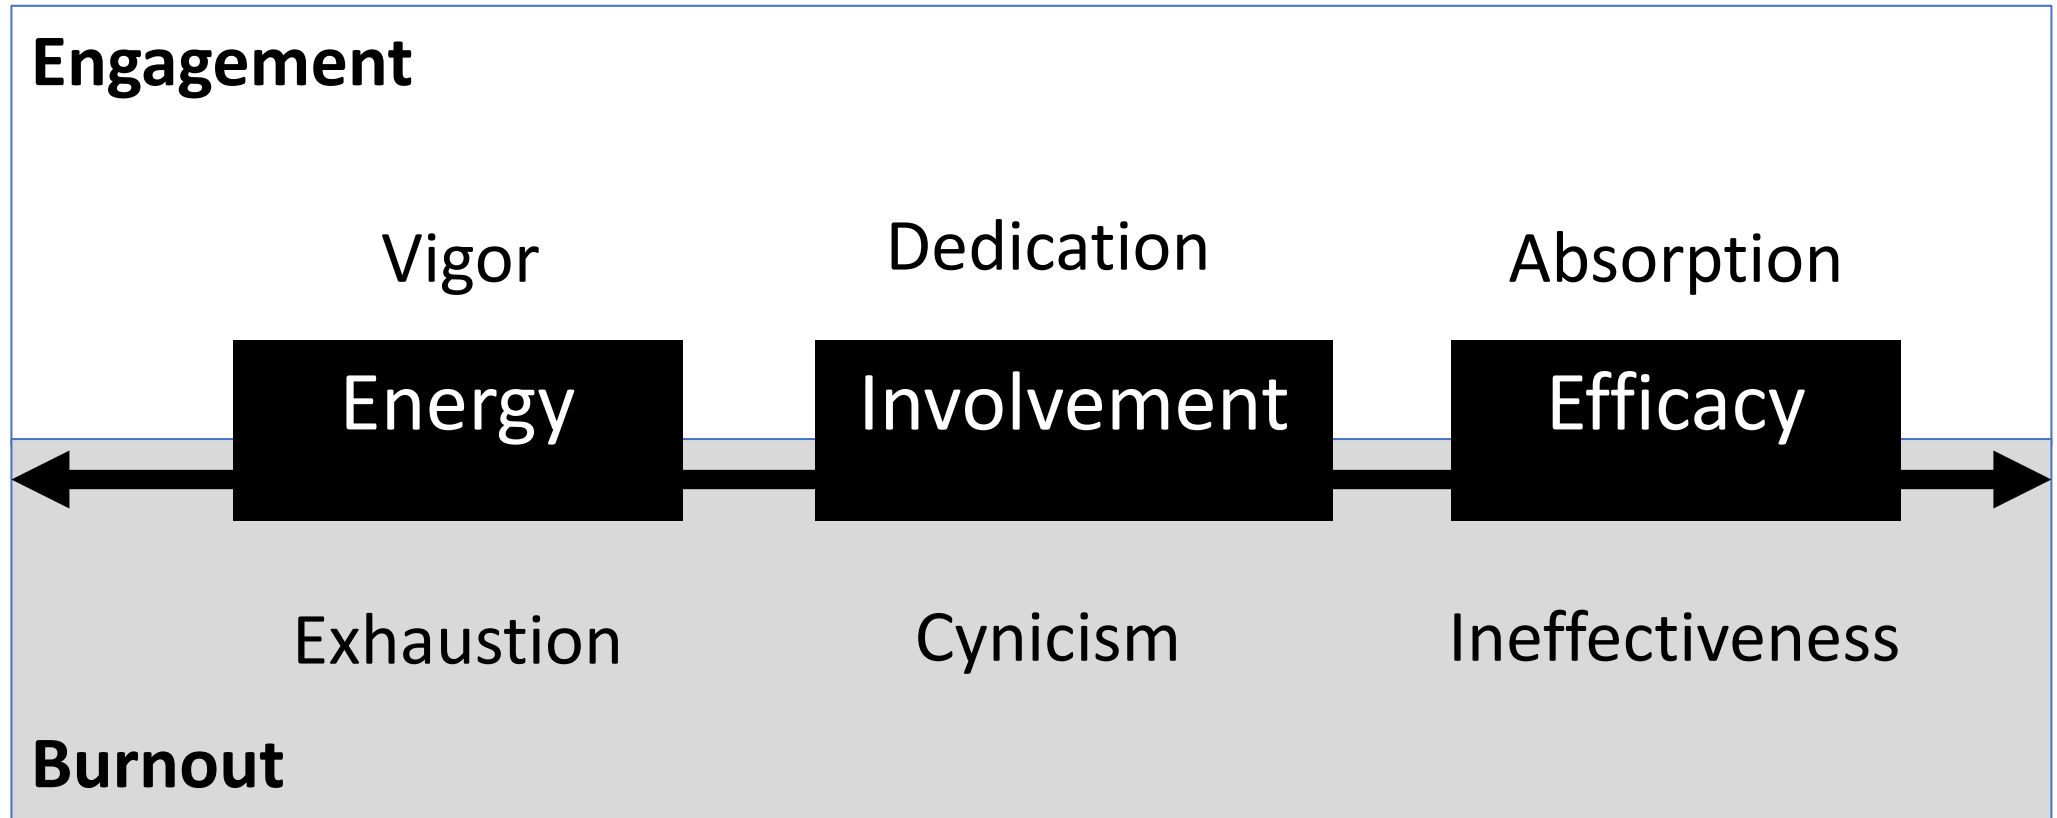 Engagement
Vigor Dedication Absorption
Energy Involvement Efficacy
Exhaustion Cynicism Ineffectiveness
Burnout